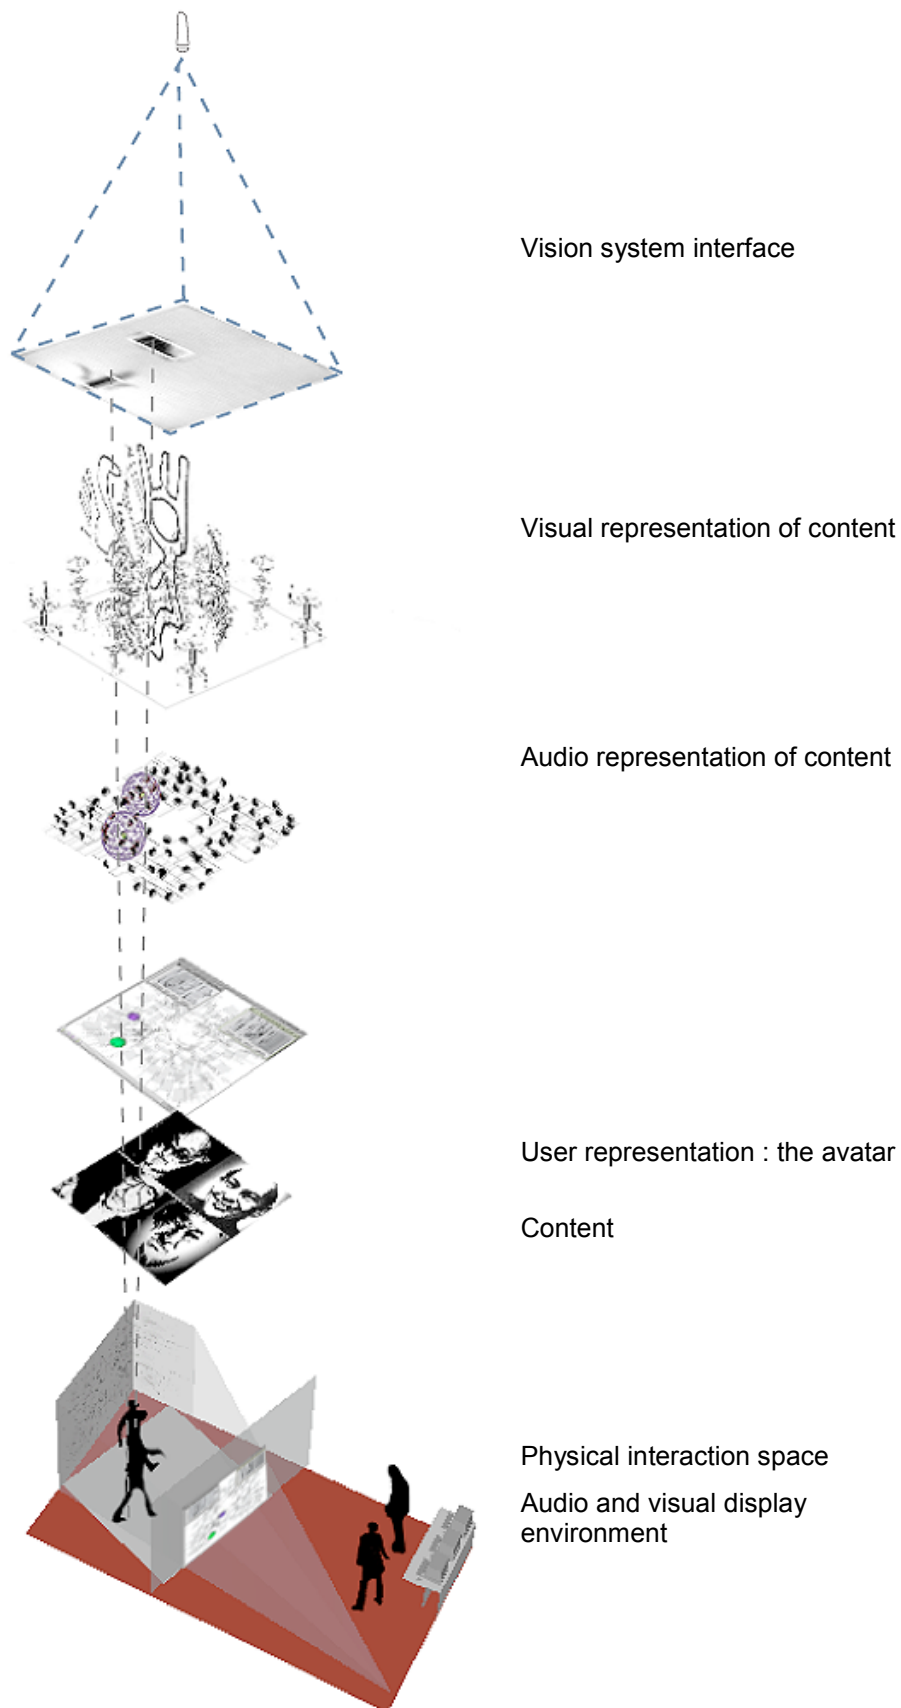 Vision system interface
Visual representation of content
Audio representation of content
User representation : the avatar
Content
Physical interaction space
Audio and visual display
environment